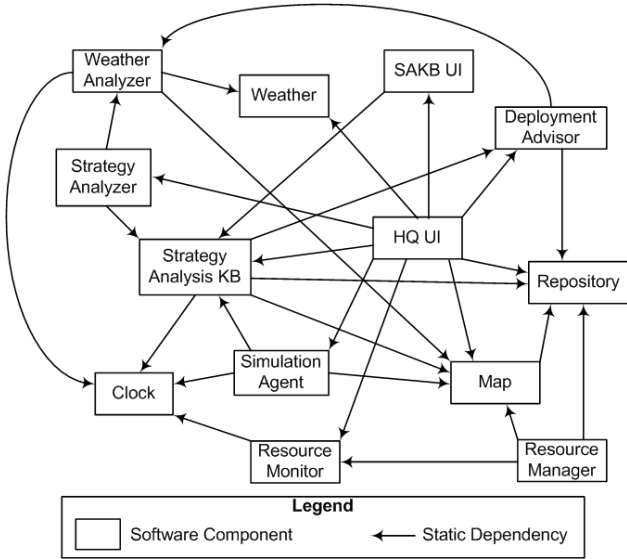 Weather
Analyzer
Weather
SAKB UI
Deployment
Advisor
Strategy
Analyzer
Strategy
Analysis KB
HQ UI
Repository
Clock
Simulation
Agent
Map
Resource
Monitor
Resource
Manager
Legend
Software Component
Static Dependency